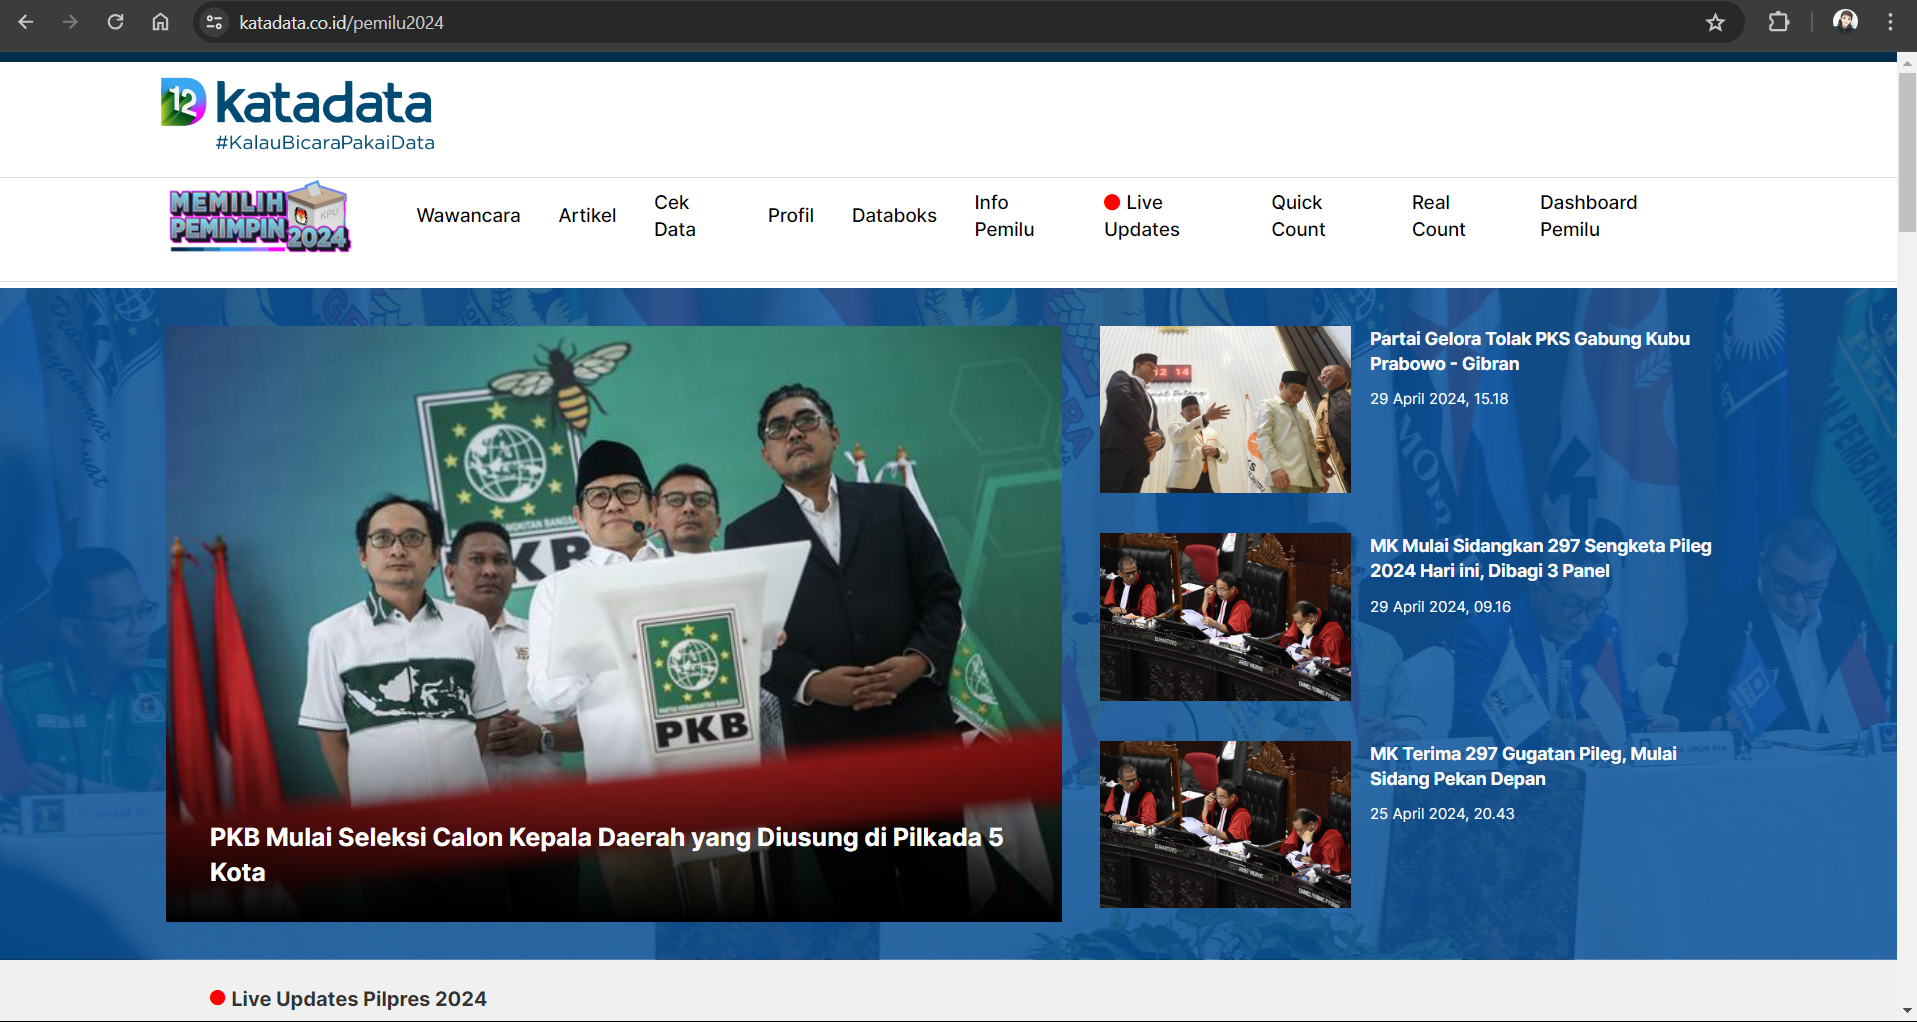 katadata.co.id/pemilu2024
12 katadata
#KalauBicaraPakaiData
MEMILIH
PEMIMPIN
2024
KPU
Wawancara
Artikel
Cek
Data
Profil
Databoks
Info
Pemilu
Live
Updates
Quick
Count
Real
Count
Dashboard
Pemilu
PKB
PKB
PKB Mulai Seleksi Calon Kepala Daerah yang Diusung di Pilkada 5
Kota
12 14
Partai Gelora Tolak PKS Gabung Kubu
Prabowo - Gibran
29 April 2024, 15.18
MK Mulai Sidangkan 297 Sengketa Pileg
2024 Hari ini, Dibagi 3 Panel
29 April 2024, 09.16
MK Terima 297 Gugatan Pileg, Mulai
Sidang Pekan Depan
25 April 2024, 20.43
Live Updates Pilpres 2024